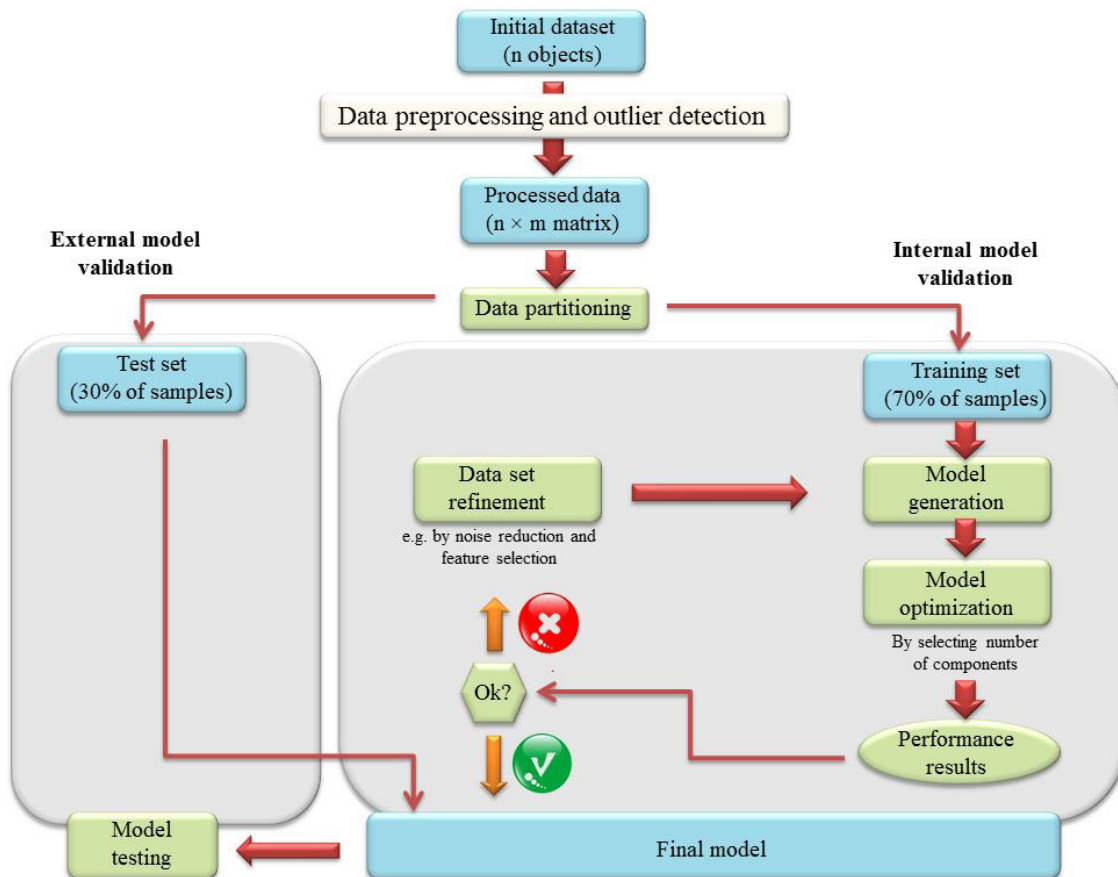 Initial dataset
(n objects)
Data preprocessing and outlier detection
Processed data
(n × m matrix)
External model
validation
Internal model
validation
Data partitioning
Test set
(30% of samples)
Training set
(70% of samples)
Data set
refinement
e.g. by noise reduction and
feature selection
Model
generation
Model
optimization
By selecting number
of components
Ok?
Performance
results
Model
testing
Final model